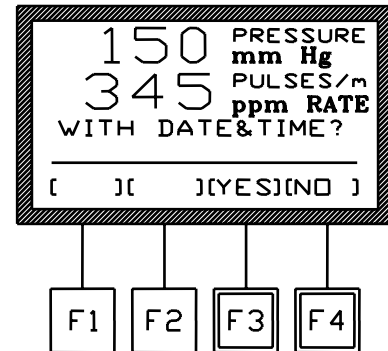 150 PRESSURE
mm Hg
345 PULSES/m
ppm RATE
WITH DATE&TIME?
[ ][ ][YES][NO ]
F1 F2 F3 F4